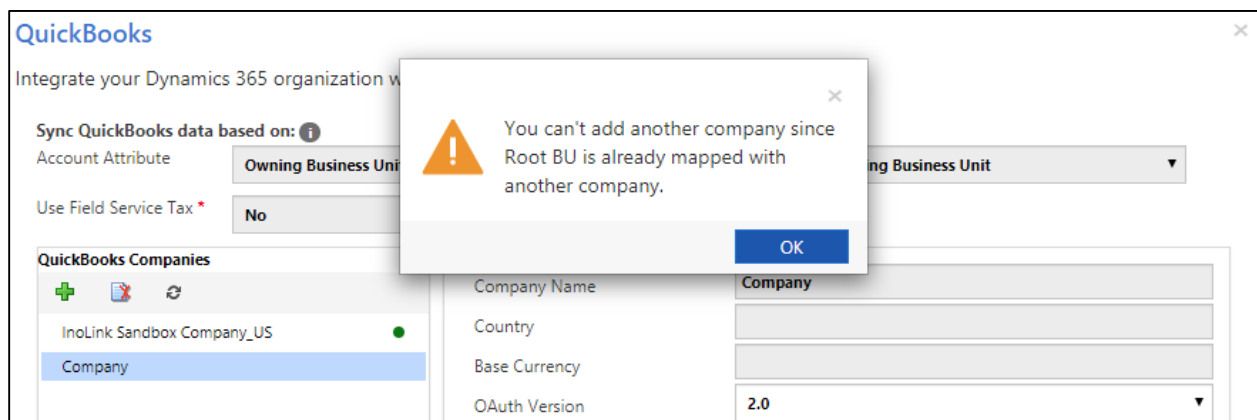 QuickBooks
Integrate your Dynamics 365 organization w
You can't add another company since
Root BU is already mapped with
another company.
OK
Sync QuickBooks data based on:
Account Attribute
Owning Business Uni
ing Business Unit
Use Field Service Tax *
No
QuickBooks Companies
InoLink Sandbox Company_US
Company
Company Name
Company
Country
Base Currency
OAuth Version
2.0